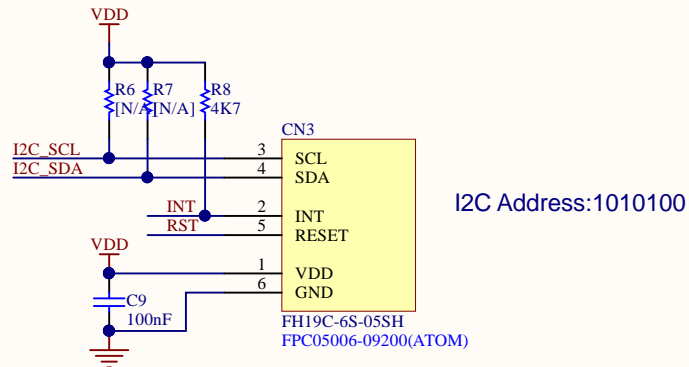 VDD
R6 R7 R8
[N/A] [N/A] 4K7
CN3
I2C_SCL 3 SCL
I2C_SDA 4 SDA
I2C Address:1010100
INT 2 INT
RST 5 RESET
VDD 1 VDD
6 GND
C9
100nF
FH19C-6S-05SH
FPC05006-09200(ATOM)